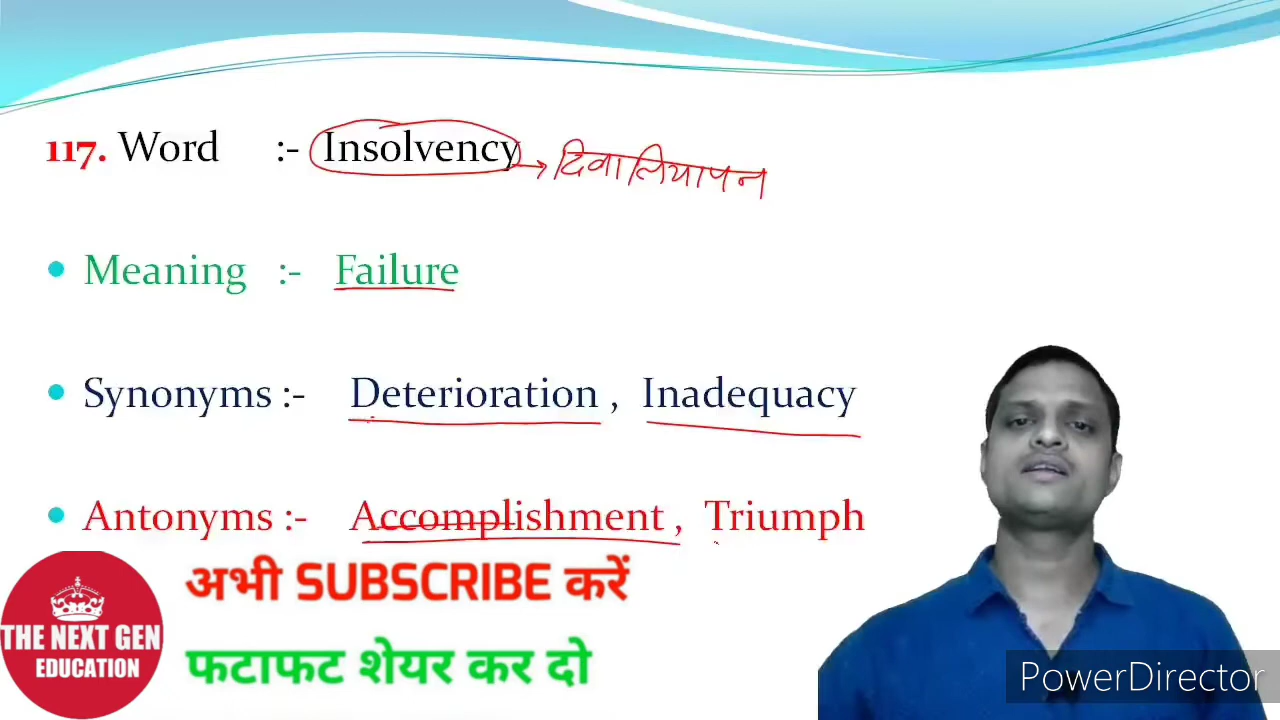 117. Word :- Insolvency → दिवालियापन
• Meaning :- Failure
• Synonyms :- Deterioration , Inadequacy
• Antonyms :- Accomplishment , Triumph
अभी SUBSCRIBE करें
THE NEXT GEN
EDUCATION
फटाफट शेयर कर दो
PowerDirector